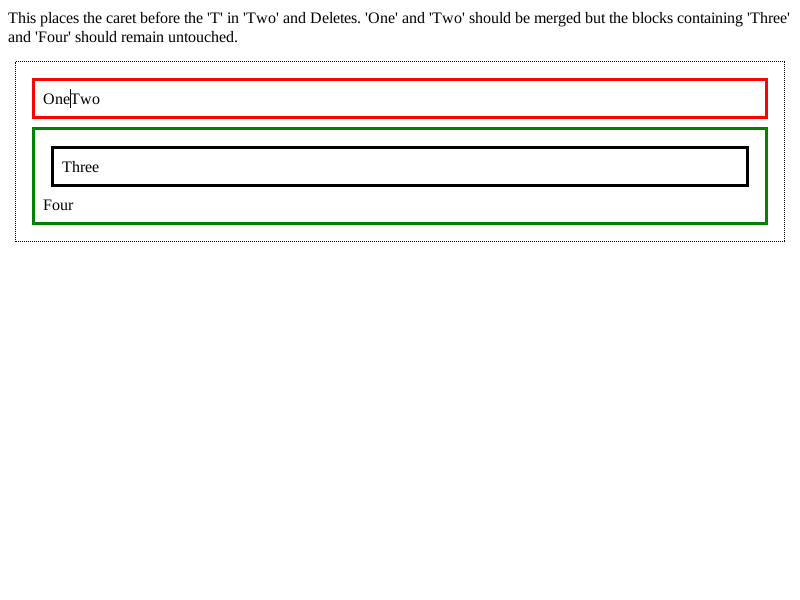 This places the caret before the 'T' in 'Two' and Deletes. 'One' and 'Two' should be merged but the blocks containing 'Three'
and 'Four' should remain untouched.
OneTwo
Three
Four